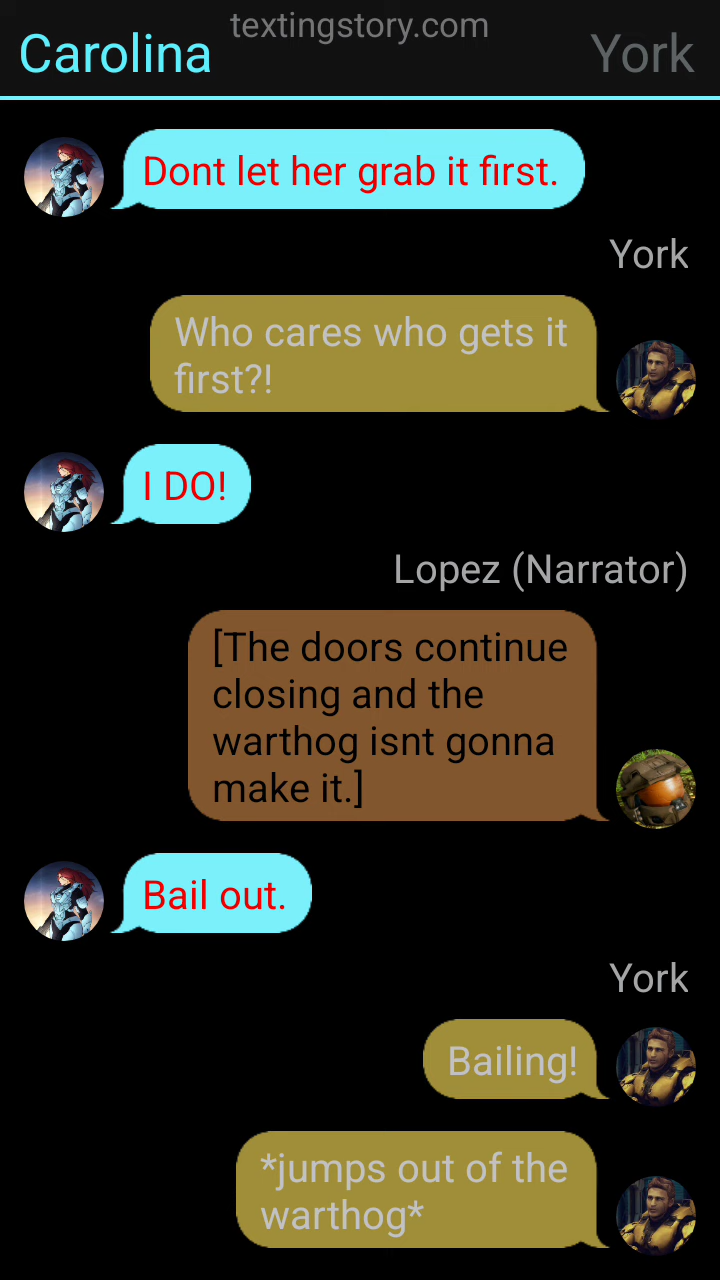 textingstory.com
Carolina
York
Dont let her grab it first.
York
Who cares who gets it
first?!
I DO!
Lopez (Narrator)
[The doors continue
closing and the
warthog isnt gonna
make it.]
Bail out.
York
Bailing!
*jumps out of the
warthog*